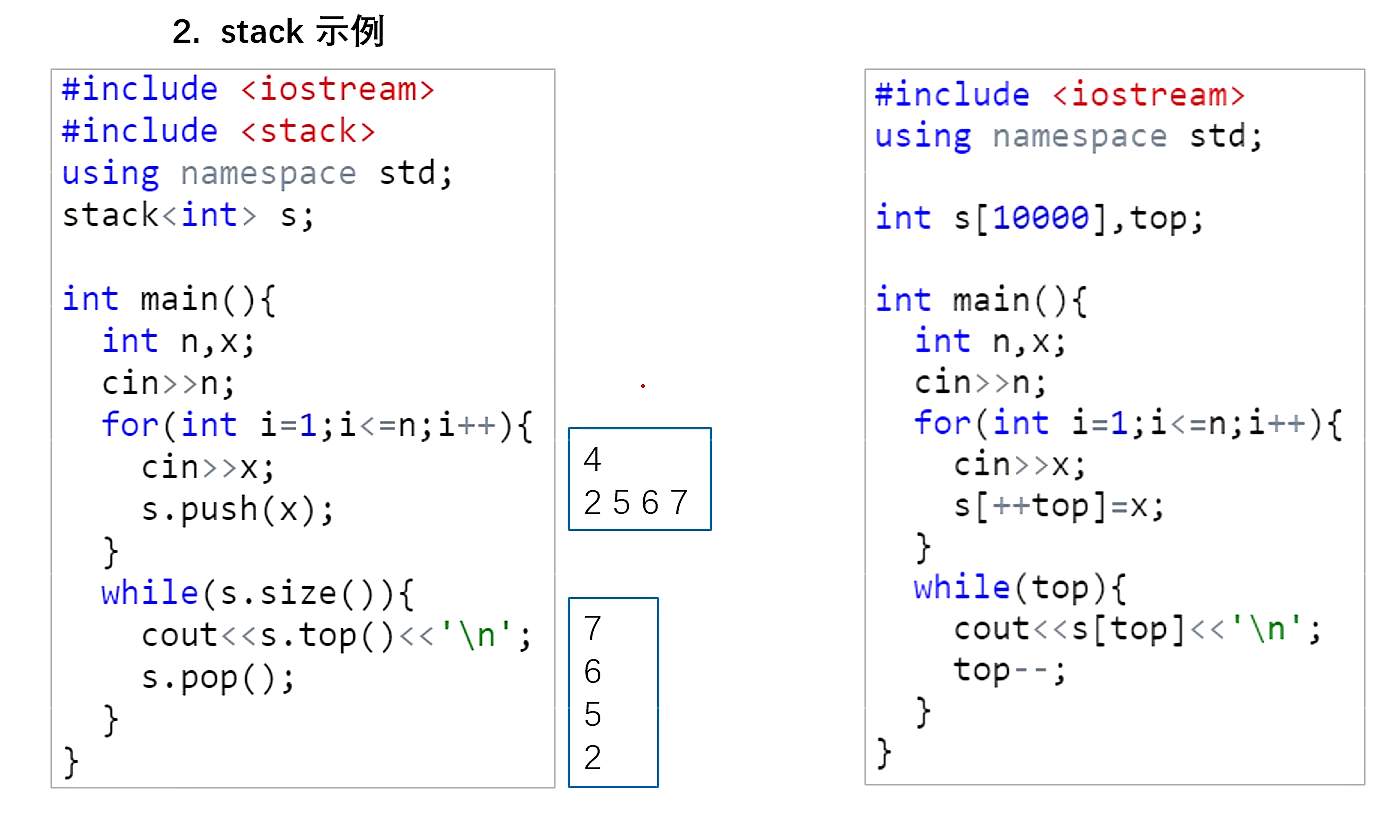 2. stack 示例
#include <iostream>
#include <stack>
using namespace std;
stack<int> s;
int main(){
int n,x;
cin>>n;
for(int i=1;i<=n;i++){
cin>>x;
s.push(x);
}
while(s.size()){
cout<<s.top()<<'\n';
s.pop();
}
}
4
2 5 6 7
7
6
5
2
#include <iostream>
using namespace std;
int s[10000],top;
int main(){
int n,x;
cin>>n;
for(int i=1;i<=n;i++){
cin>>x;
s[++top]=x;
}
while(top){
cout<<s[top]<<'\n';
top--;
}
}